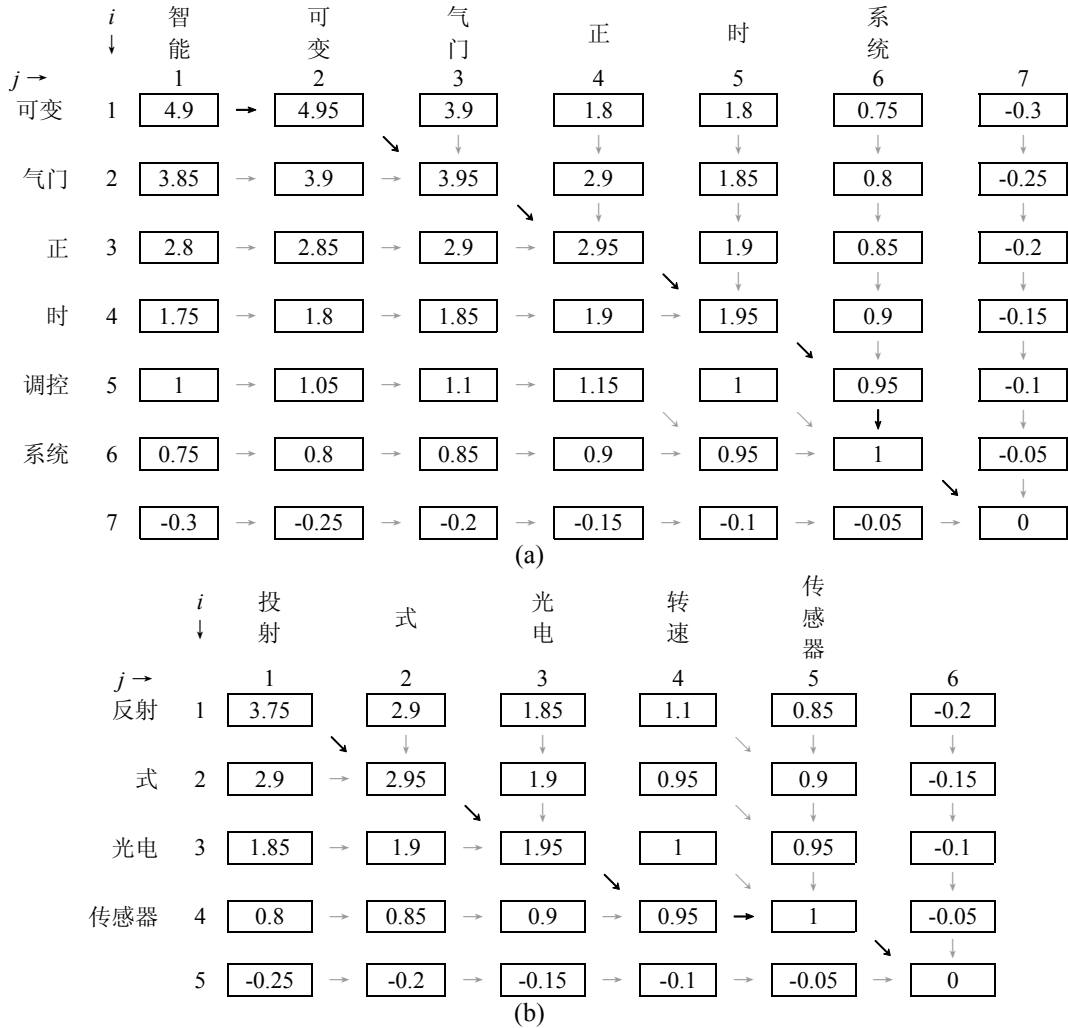 i 智能 可变 气门 正 时 系统
↓
j → 1 2 3 4 5 6 7
可变 1 4.9 → 4.95 3.9 1.8 1.8 0.75 -0.3
气门 2 3.85 → 3.9 → 3.95 2.9 1.85 0.8 -0.25
正 3 2.8 → 2.85 → 2.9 → 2.95 1.9 0.85 -0.2
时 4 1.75 → 1.8 → 1.85 → 1.9 → 1.95 0.9 -0.15
调控 5 1 → 1.05 → 1.1 → 1.15 1 0.95 -0.1
系统 6 0.75 → 0.8 → 0.85 → 0.9 → 0.95 → 1 -0.05
7 -0.3 → -0.25 → -0.2 → -0.15 → -0.1 → -0.05 → 0
(a)
i 投射 式 光电 转速 传感器
↓
j → 1 2 3 4 5 6
反射 1 3.75 2.9 1.85 1.1 0.85 -0.2
式 2 2.9 → 2.95 1.9 0.95 0.9 -0.15
光电 3 1.85 → 1.9 → 1.95 1 0.95 -0.1
传感器 4 0.8 → 0.85 → 0.9 → 0.95 → 1 -0.05
5 -0.25 → -0.2 → -0.15 → -0.1 → -0.05 → 0
(b)